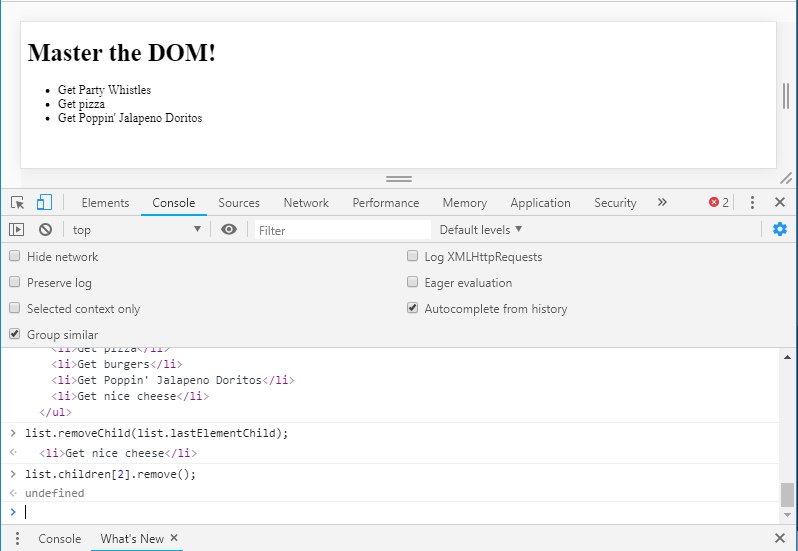 Master the DOM!
Get Party Whistles
Get pizza
Get Poppin' Jalapeno Doritos
Elements Console Sources Network Performance Memory Application Security » 2
top Filter Default levels
Hide network Log XMLHttpRequests
Preserve log Eager evaluation
Selected context only Autocomplete from history
Group similar
<li>Get pizza</li>
<li>Get burgers</li>
<li>Get Poppin' Jalapeno Doritos</li>
<li>Get nice cheese</li>
</ul>
> list.removeChild(list.lastElementChild);
<li>Get nice cheese</li>
> list.children[2].remove();
undefined
>
Console What's New